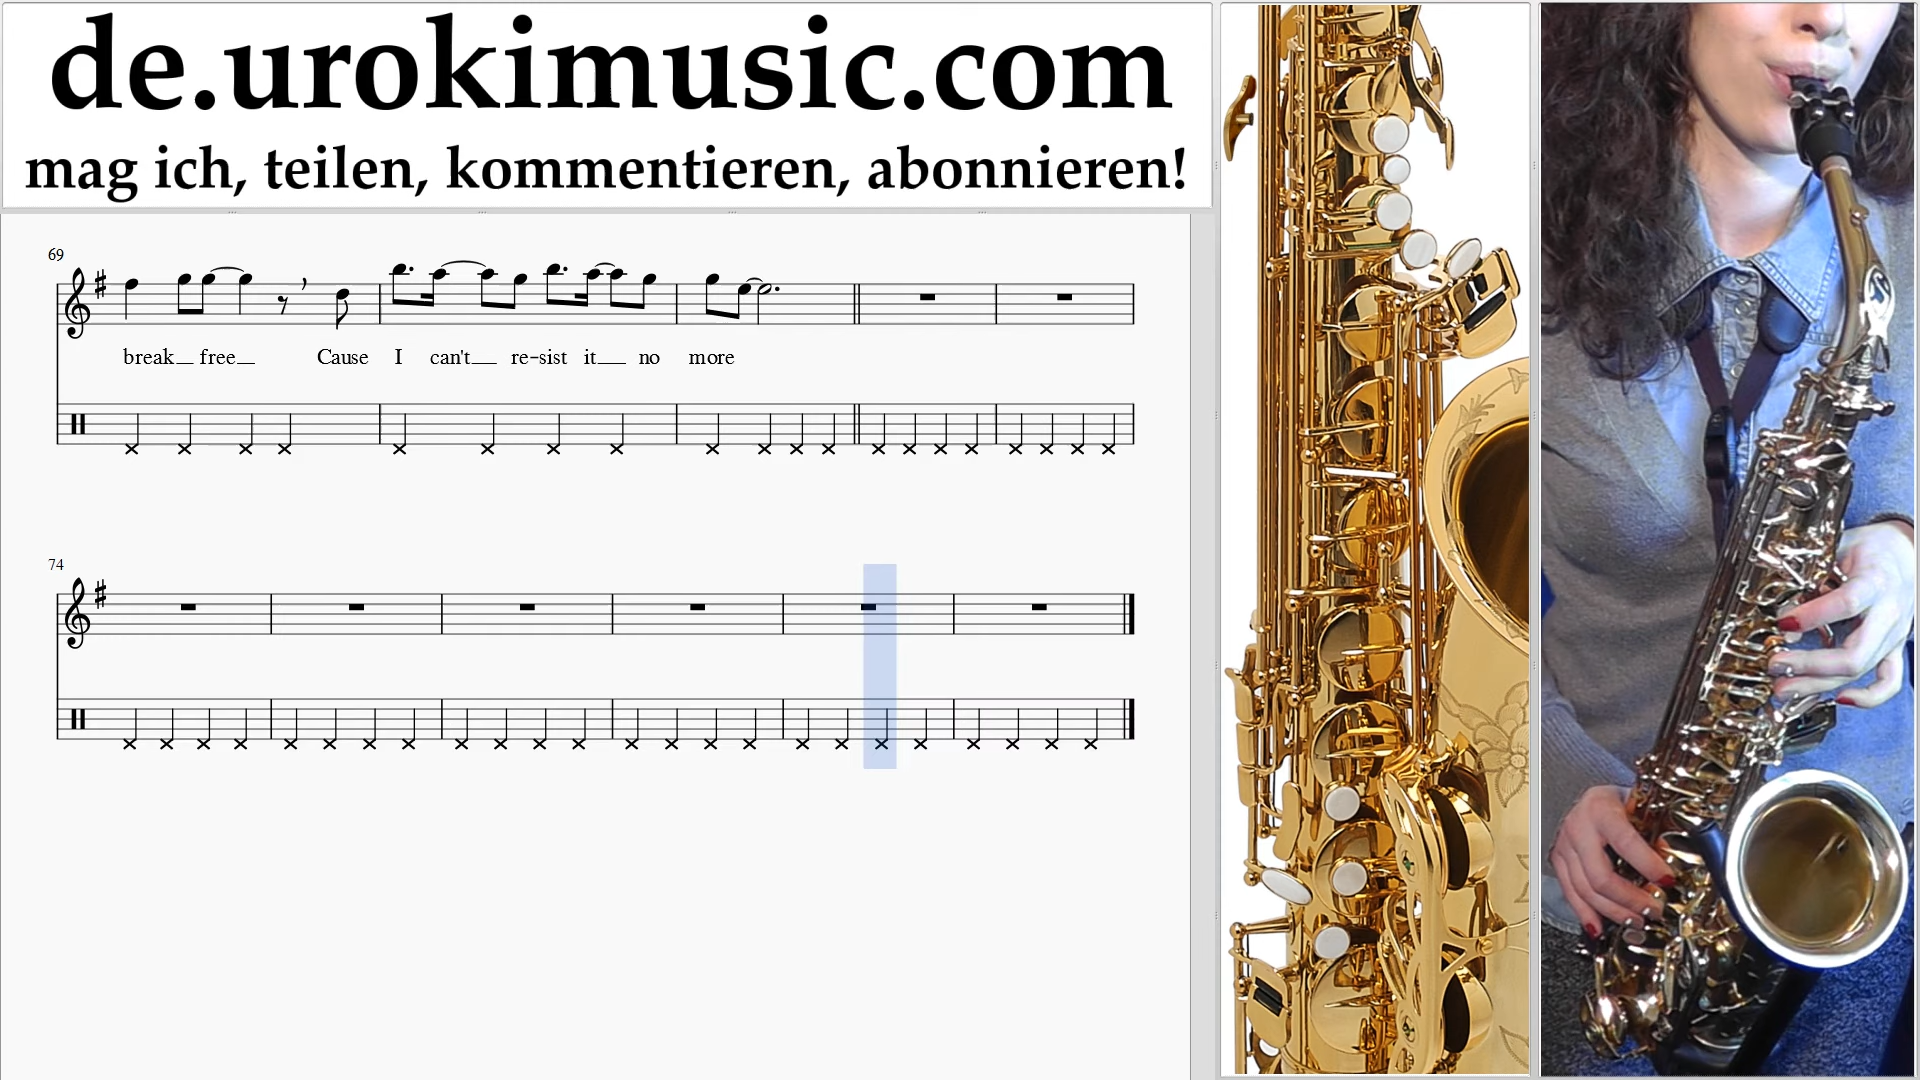 de.urokimusic.com
mag ich, teilen, kommentieren, abonnieren!
69
break free Cause I can't re-sist it no more
74